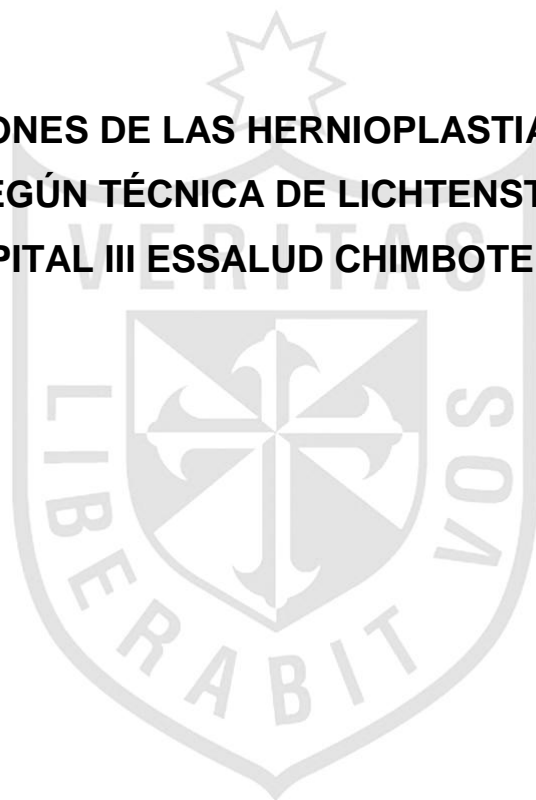 ONES DE LAS HERNIOPLASTIA
EGÚN TÉCNICA DE LICHTENST
PITAL III ESSALUD CHIMBOTE
VERITAS
LIBERABIT
VOS